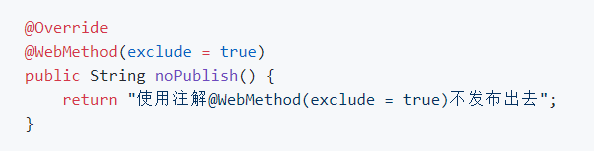 @Override
@WebMethod(exclude = true)
public String noPublish() {
    return "使用注解@WebMethod(exclude = true)不发布出去";
}